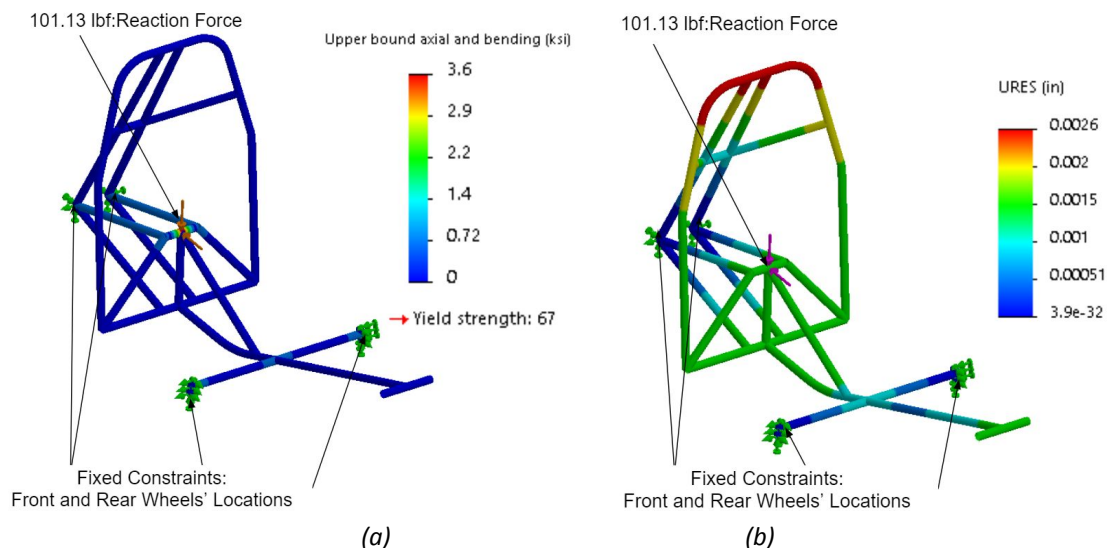 101.13 lbf:Reaction Force
Upper bound axial and bending (ksi)
3.6
2.9
2.2
1.4
0.72
0
Yield strength: 67
Fixed Constraints:
Front and Rear Wheels' Locations
(a)
101.13 lbf:Reaction Force
URES (in)
0.0026
0.002
0.0015
0.001
0.00051
3.9e-32
Fixed Constraints:
Front and Rear Wheels' Locations
(b)